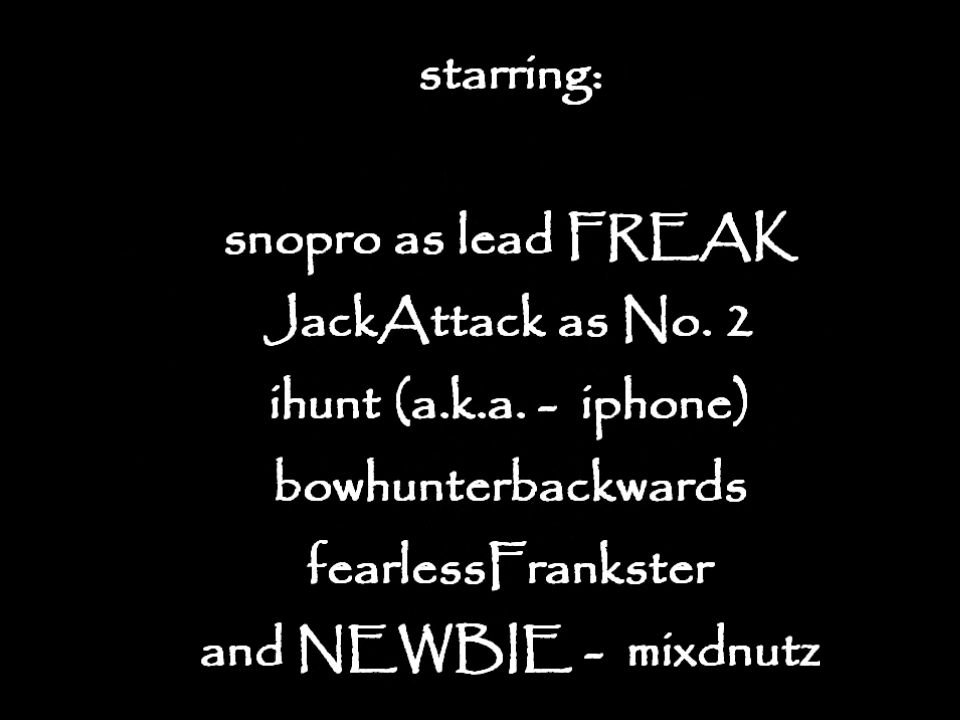 starring:
snopro as lead FREAK
JackAttack as No. 2
ihunt (a.k.a. - iphone)
bowhunterbackwards
fearlessFrankster
and NEWBIE - mixdnutz